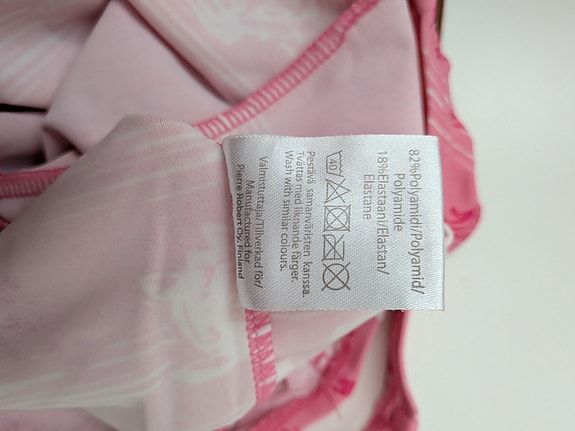 82%Polyamidi/Polyamid/
Polyamide
18%Elastaani/Elastan/
Elastane
40
Pestävä samanväristen kanssa.
Tvättas med liknande färger.
Wash with similar colours.
Valmistuttaja/Tillverkad för/
Manufactured for
Pierre Robert Oy, Finland